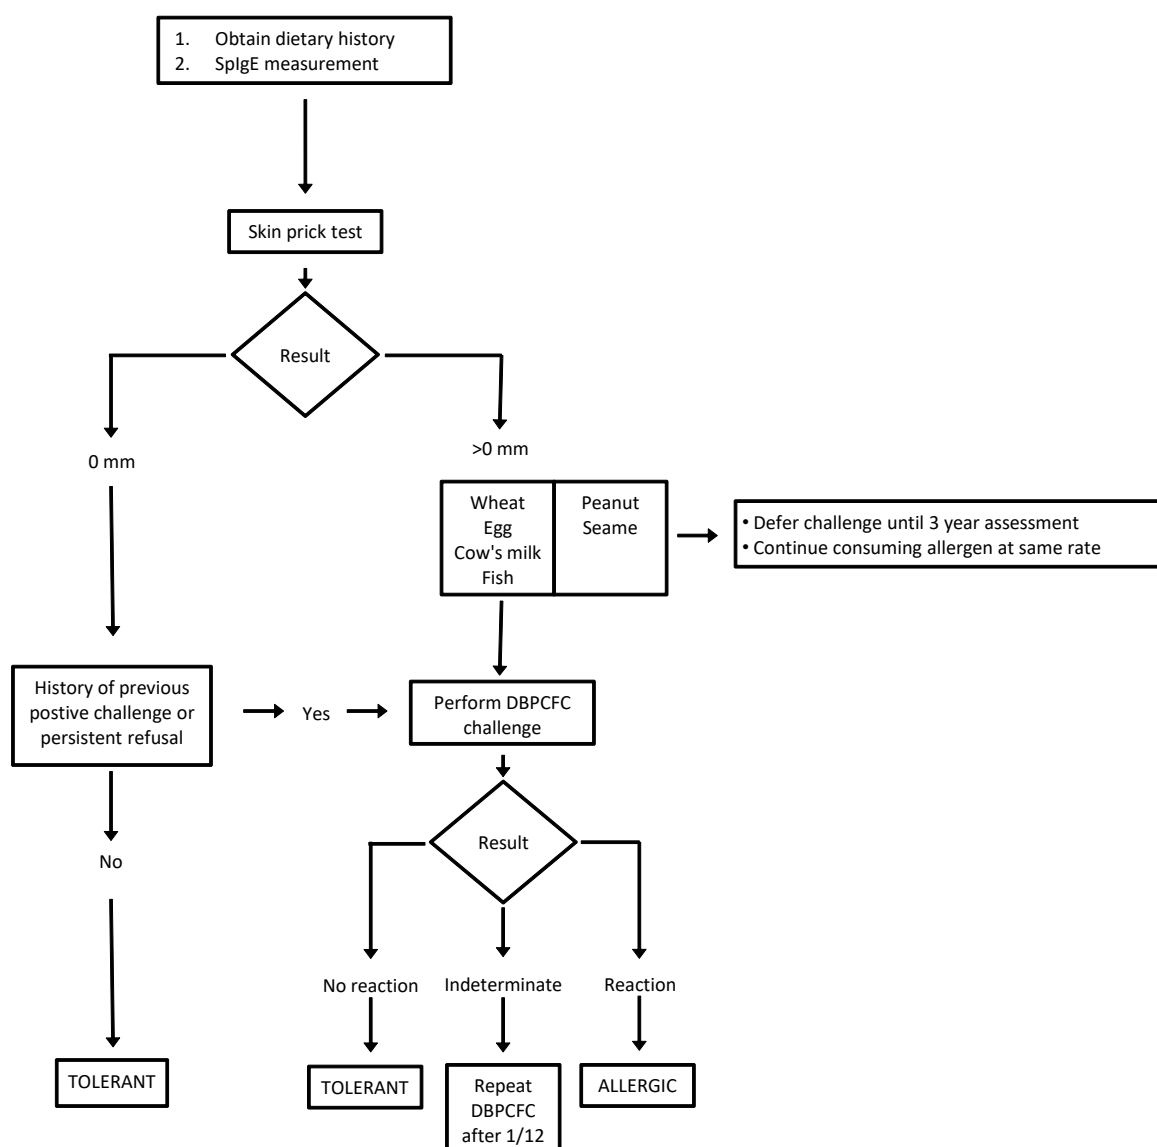 1. Obtain dietary history
2. SpIgE measurement
Skin prick test
Result
0 mm
>0 mm
Wheat
Egg
Cow's milk
Fish
Peanut
Seame
• Defer challenge until 3 year assessment
• Continue consuming allergen at same rate
History of previous
postive challenge or
persistent refusal
Yes
Perform DBPCFC
challenge
No
Result
No reaction
Indeterminate
Reaction
TOLERANT
TOLERANT
Repeat
DBPCFC
after 1/12
ALLERGIC